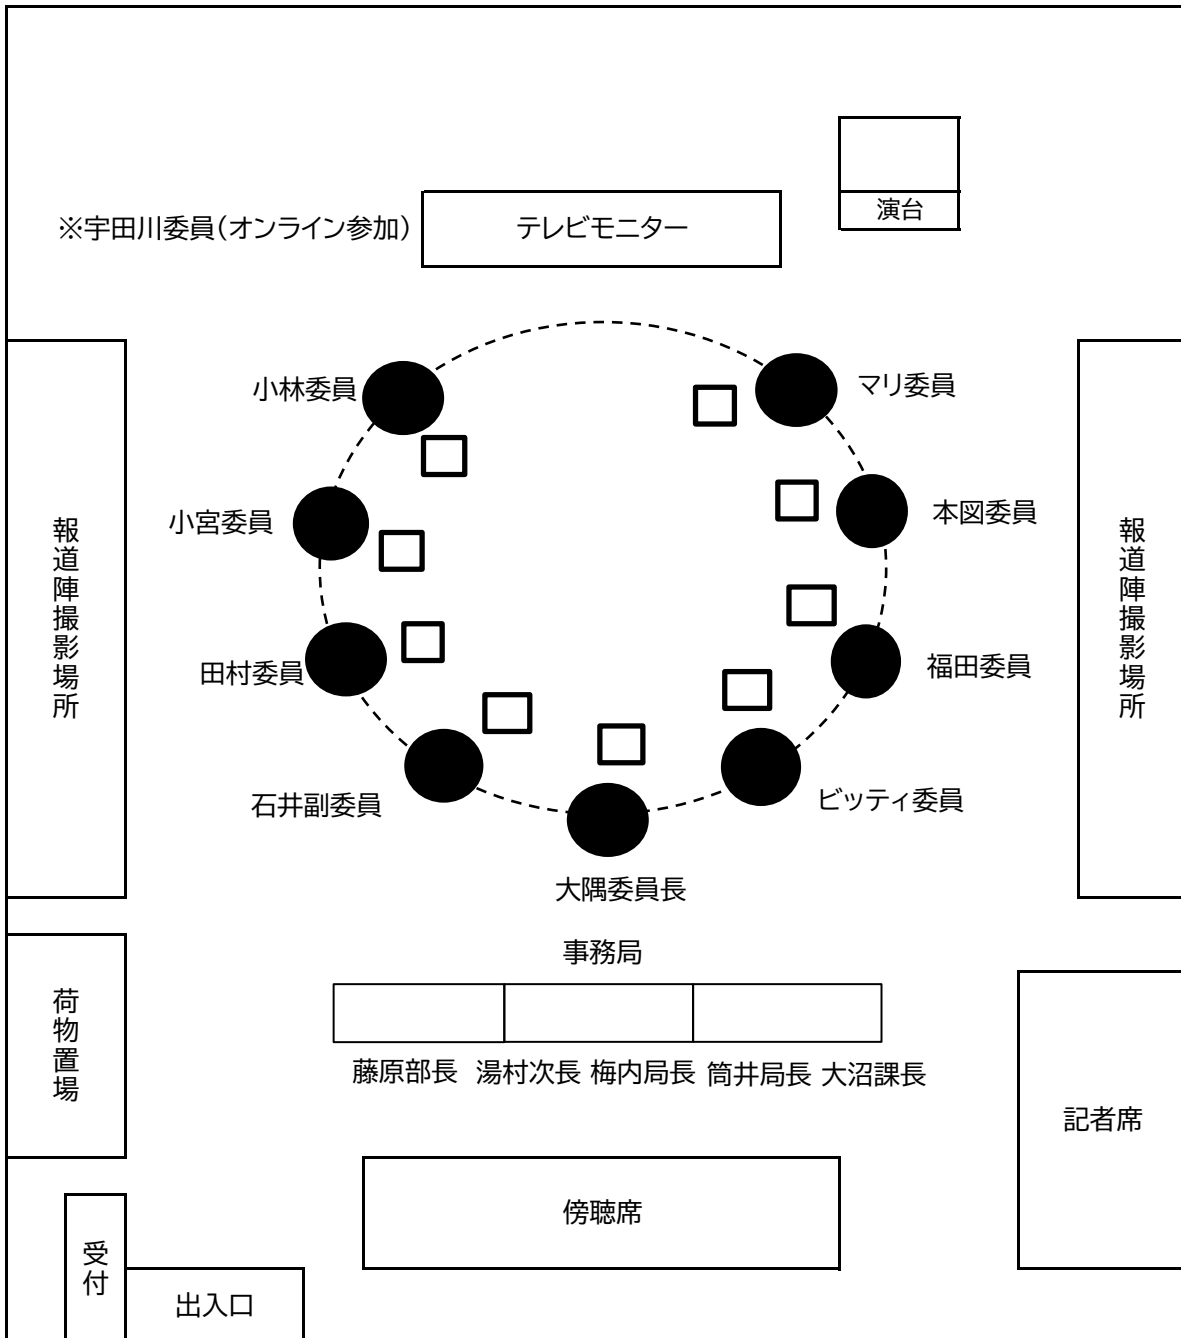 演台
※宇田川委員(オンライン参加)
テレビモニター
小林委員
マリ委員
小宮委員
本図委員
報道陣撮影場所
報道陣撮影場所
田村委員
福田委員
石井副委員
ビッティ委員
大隅委員長
事務局
荷物置場
藤原部長 湯村次長 梅内局長 筒井局長 大沼課長
記者席
傍聴席
受付
出入口